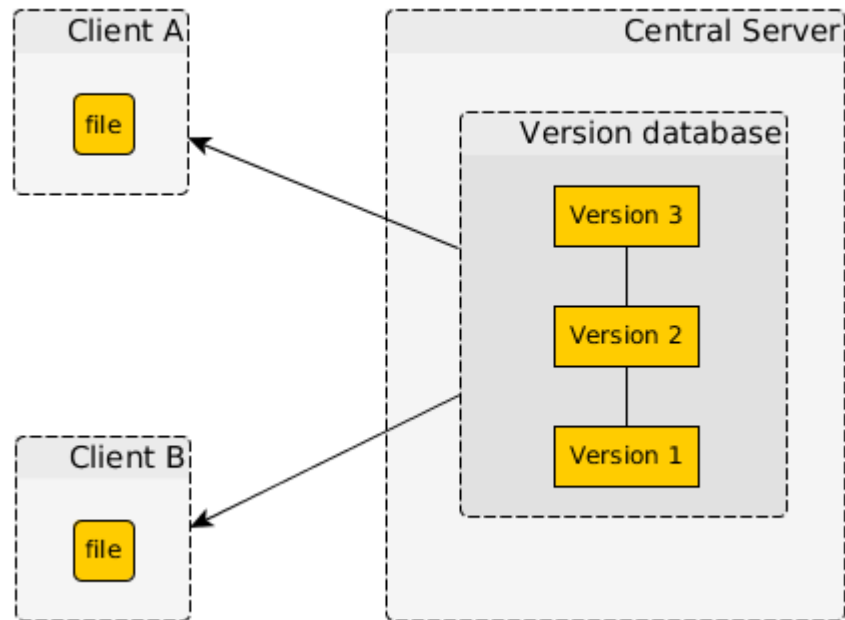 Client A
file
Central Server
Version database
Version 3
Version 2
Version 1
Client B
file